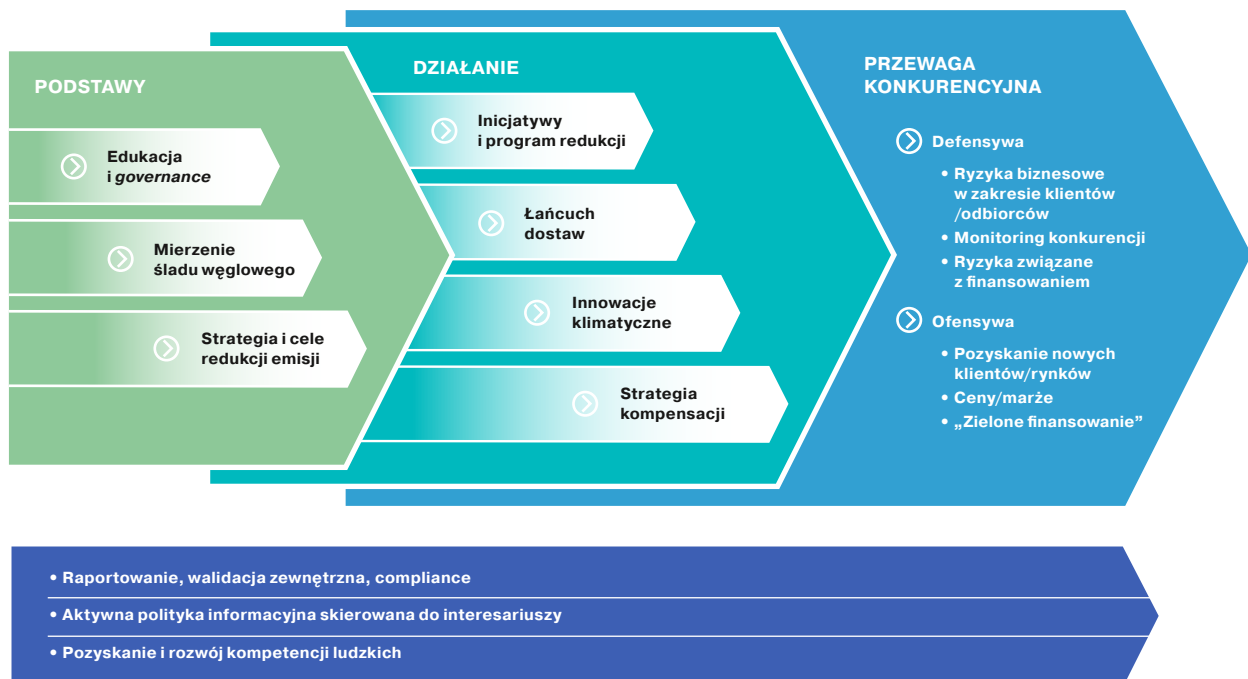 PODSTAWY
Edukacja
i governance
Mierzenie
śladu węglowego
Strategia i cele
redukcji emisji
DZIAŁANIE
Inicjatywy
i program redukcji
Łańcuch
dostaw
Innowacje
klimatyczne
Strategia
kompensacji
PRZEWAGA
KONKURENCYJNA
Defensywa
• Ryzyka biznesowe
w zakresie klientów
/odbiorców
• Monitoring konkurencji
• Ryzyka związane
z finansowaniem
Ofensywa
• Pozyskanie nowych
klientów/rynków
• Ceny/marże
• „Zielone finansowanie”
• Raportowanie, walidacja zewnętrzna, compliance
• Aktywna polityka informacyjna skierowana do interesariuszy
• Pozyskanie i rozwój kompetencji ludzkich